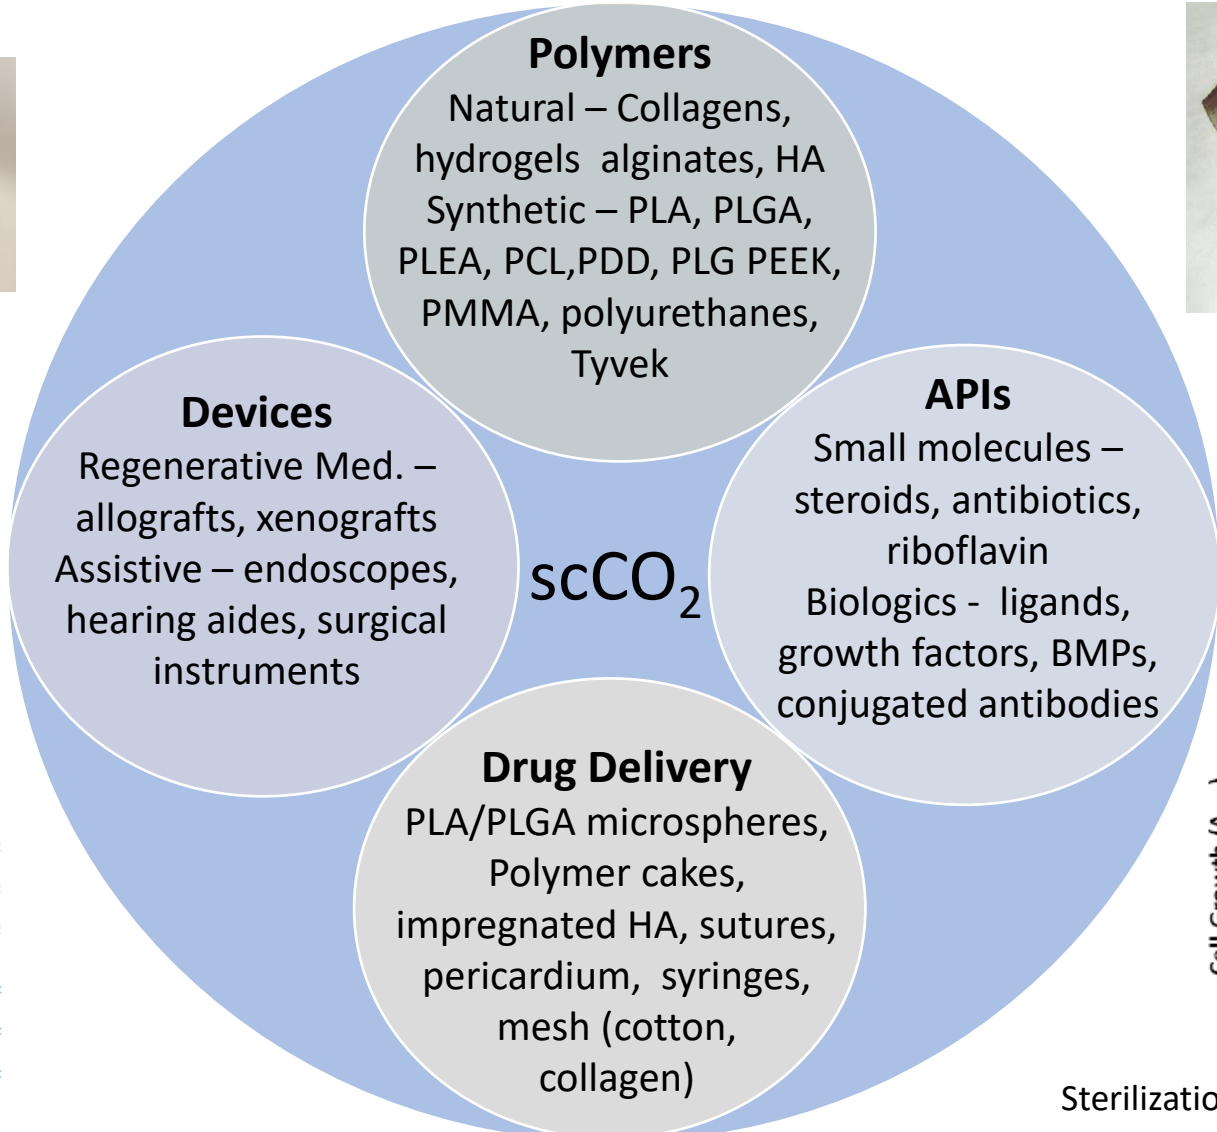 Polymers
Natural – Collagens,
hydrogels  alginates, HA
Synthetic – PLA, PLGA,
PLEA, PCL,PDD, PLG PEEK,
PMMA, polyurethanes,
Tyvek
Devices
Regenerative Med. –
allografts, xenografts
Assistive – endoscopes,
hearing aides, surgical
instruments
scCO₂
APIs
Small molecules –
steroids, antibiotics,
riboflavin
Biologics -  ligands,
growth factors, BMPs,
conjugated antibodies
Drug Delivery
PLA/PLGA microspheres,
Polymer cakes,
impregnated HA, sutures,
pericardium,  syringes,
mesh (cotton,
collagen)
Sterilizatio